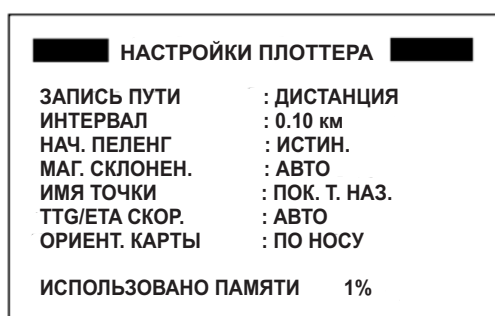 НАСТРОЙКИ ПЛОТТЕРА
ЗАПИСЬ ПУТИ : ДИСТАНЦИЯ
ИНТЕРВАЛ : 0.10 км
НАЧ. ПЕЛЕНГ : ИСТИН.
МАГ. СКЛОНЕН. : АВТО
ИМЯ ТОЧКИ : ПОК. Т. НАЗ.
TTG/ETA СКОР. : АВТО
ОРИЕНТ. КАРТЫ : ПО НОСУ
ИСПОЛЬЗОВАНО ПАМЯТИ 1%